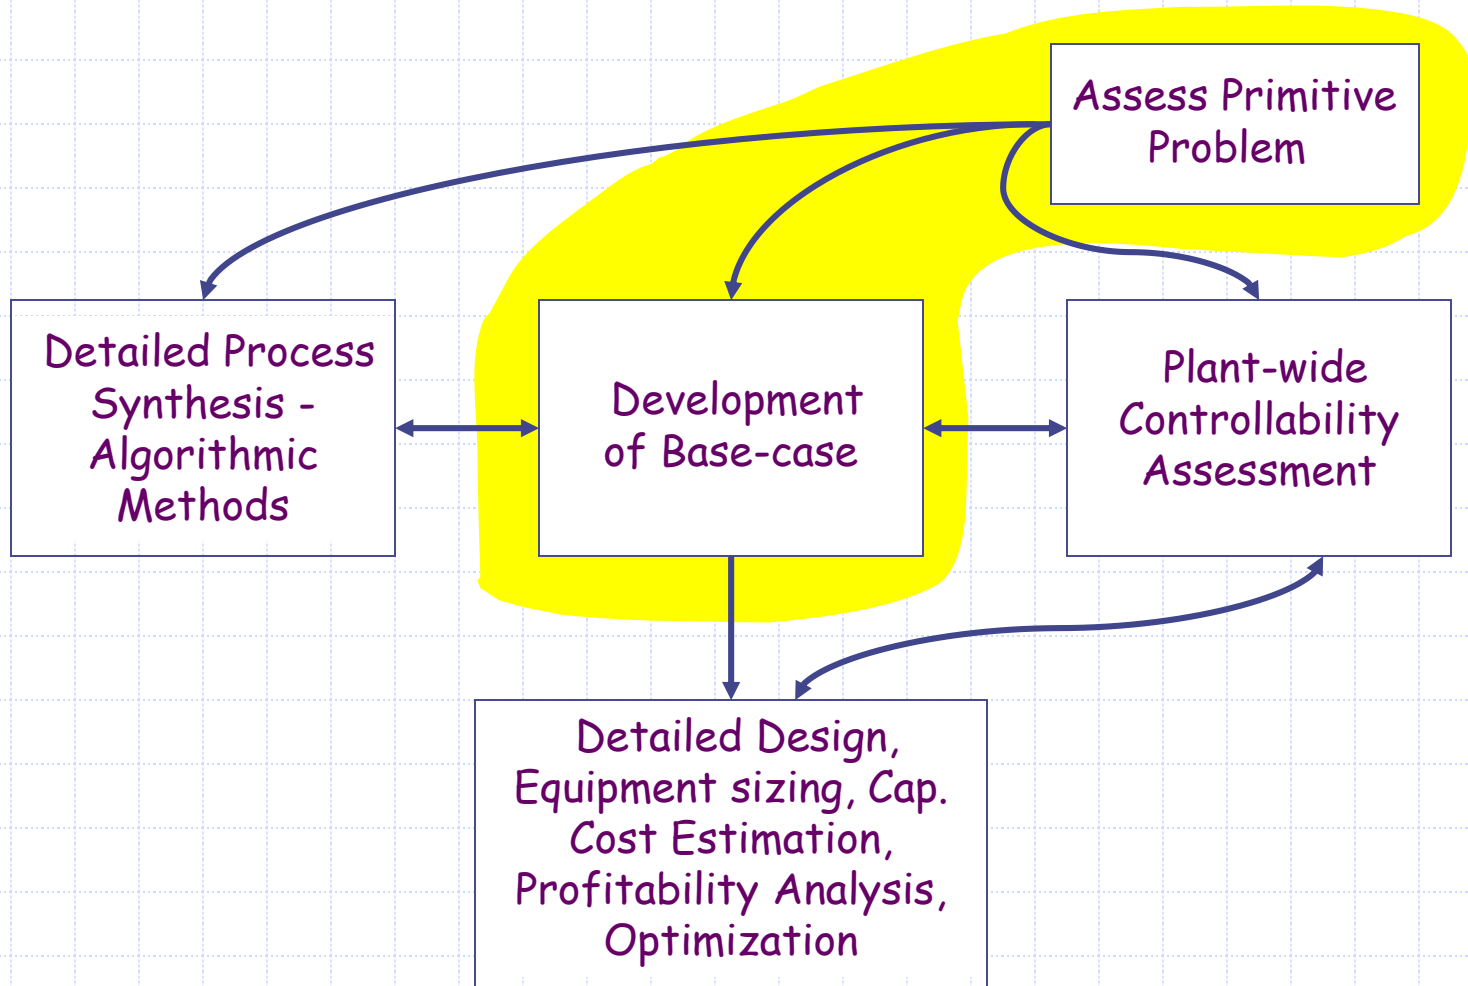 Assess Primitive
Problem
Detailed Process
Synthesis -
Algorithmic
Methods
Development
of Base-case
Plant-wide
Controllability
Assessment
Detailed Design,
Equipment sizing, Cap.
Cost Estimation,
Profitability Analysis,
Optimization